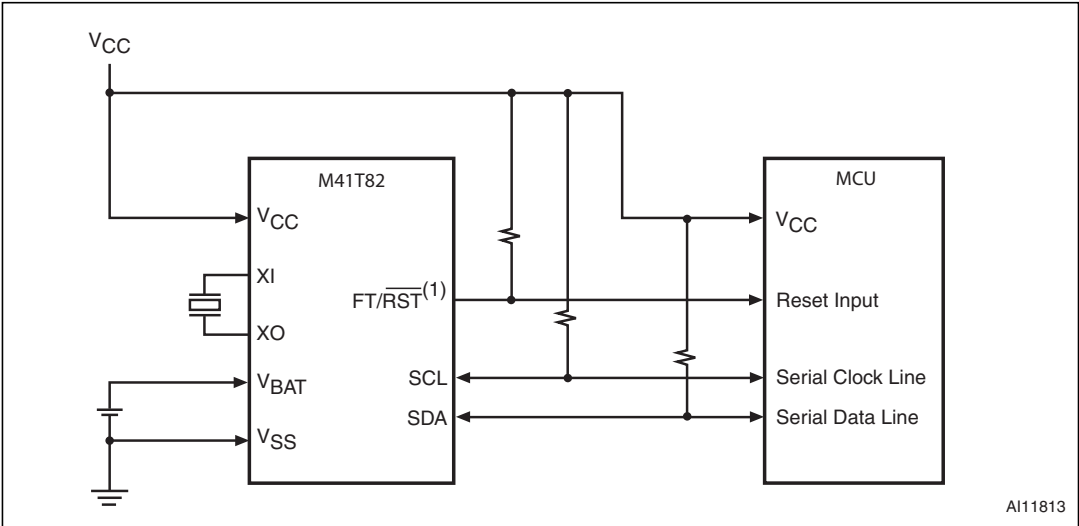 VCC
M41T82
MCU
VCC
VCC
XI
FT/RST(1)
Reset Input
XO
VBAT
SCL
Serial Clock Line
SDA
Serial Data Line
VSS
AI11813